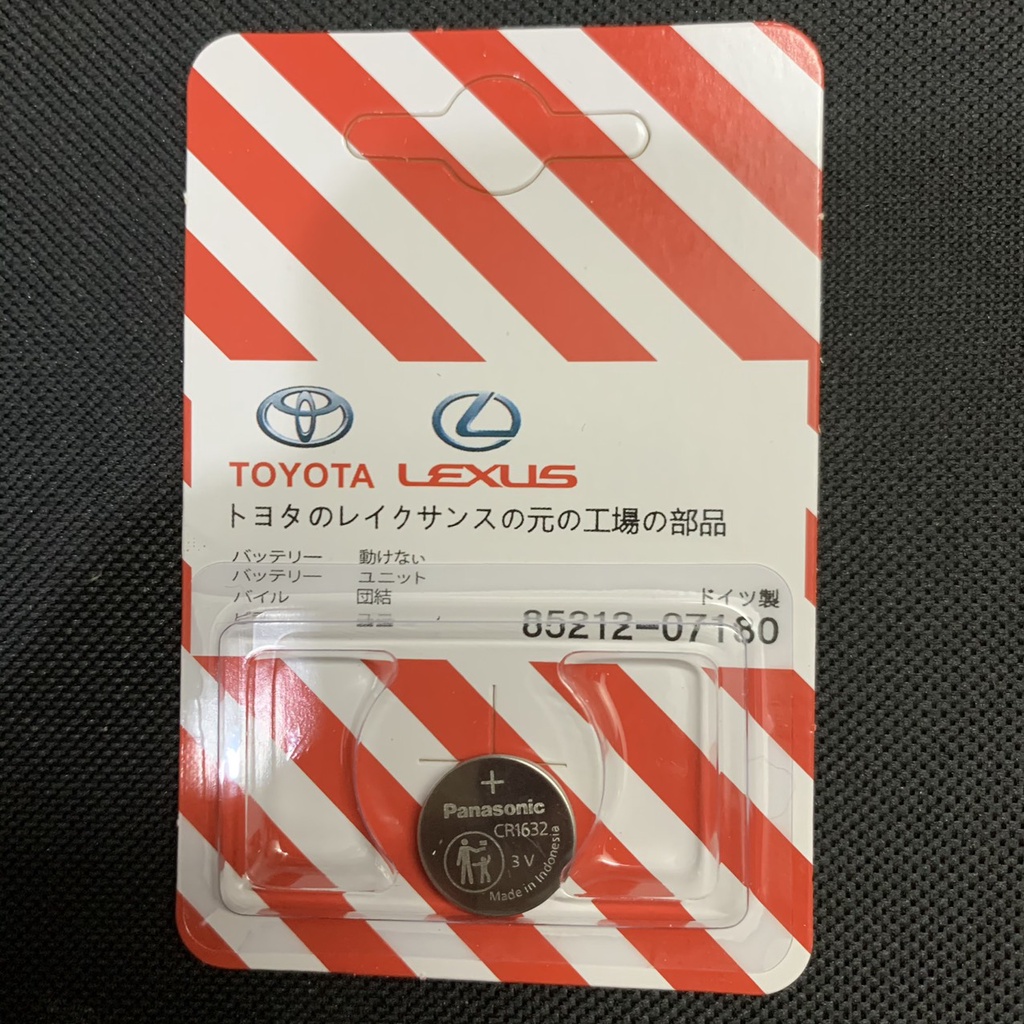 TOYOTA LEXUS
トヨタのレイクサンスの元の工場の部品
バッテリー 動けない
バッテリー ユニット
バイル 団結
ドイツ製
85212-07180
+
Panasonic
CR1632
3 V
Made in Indonesia